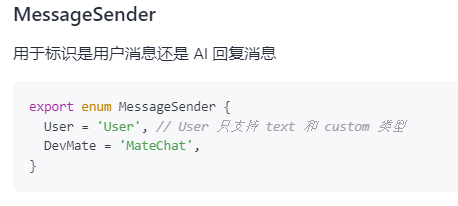 MessageSender
用于标识是用户消息还是 AI 回复消息
export enum MessageSender {
  User = 'User', // User 只支持 text 和 custom 类型
  DevMate = 'MateChat',
}